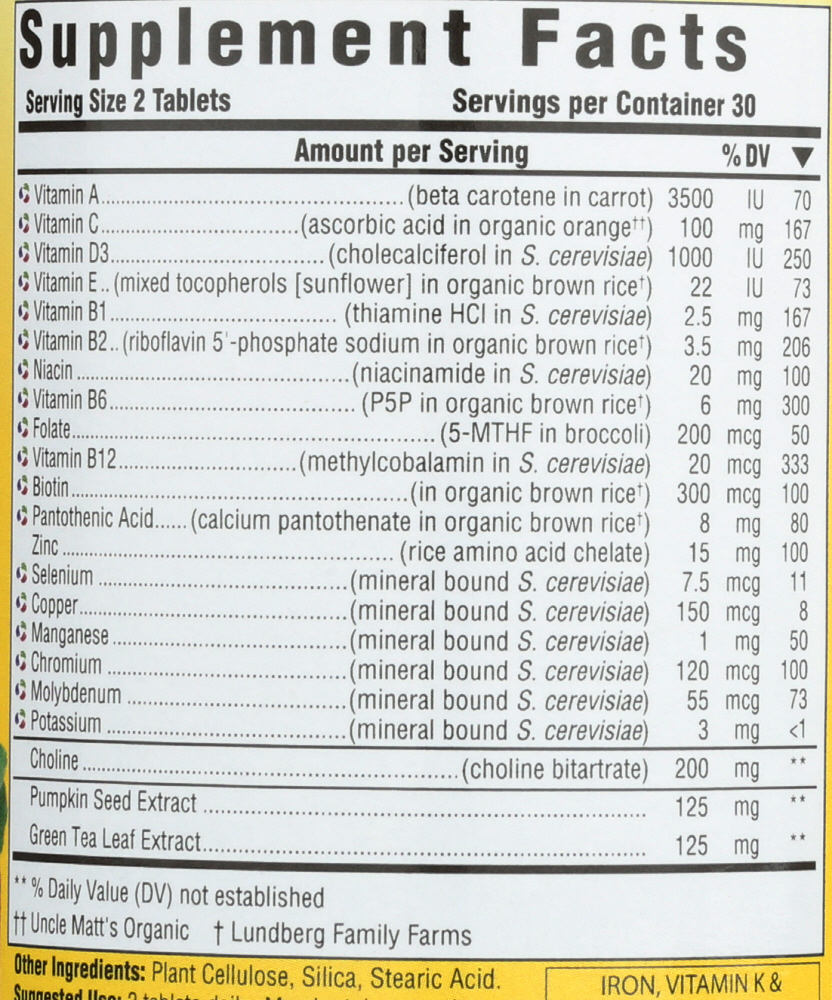 Supplement Facts
Serving Size 2 Tablets Servings per Container 30
Amount per Serving % DV ▼
Vitamin A (beta carotene in carrot) 3500 IU 70
Vitamin C (ascorbic acid in organic orange††) 100 mg 167
Vitamin D3 (cholecalciferol in S. cerevisiae) 1000 IU 250
Vitamin E (mixed tocopherols [sunflower] in organic brown rice†) 22 IU 73
Vitamin B1 (thiamine HCl in S. cerevisiae) 2.5 mg 167
Vitamin B2 (riboflavin 5'-phosphate sodium in organic brown rice†) 3.5 mg 206
Niacin (niacinamide in S. cerevisiae) 20 mg 100
Vitamin B6 (P5P in organic brown rice†) 6 mg 300
Folate (5-MTHF in broccoli) 200 mcg 50
Vitamin B12 (methylcobalamin in S. cerevisiae) 20 mcg 333
Biotin (in organic brown rice†) 300 mcg 100
Pantothenic Acid (calcium pantothenate in organic brown rice†) 8 mg 80
Zinc (rice amino acid chelate) 15 mg 100
Selenium (mineral bound S. cerevisiae) 7.5 mcg 11
Copper (mineral bound S. cerevisiae) 150 mcg 8
Manganese (mineral bound S. cerevisiae) 1 mg 50
Chromium (mineral bound S. cerevisiae) 120 mcg 100
Molybdenum (mineral bound S. cerevisiae) 55 mcg 73
Potassium (mineral bound S. cerevisiae) 3 mg <1
Choline (choline bitartrate) 200 mg **
Pumpkin Seed Extract 125 mg **
Green Tea Leaf Extract 125 mg **
** % Daily Value (DV) not established
†† Uncle Matt's Organic † Lundberg Family Farms
Other Ingredients: Plant Cellulose, Silica, Stearic Acid.
IRON, VITAMIN K &
Suggested Use: 2 tablets daily.